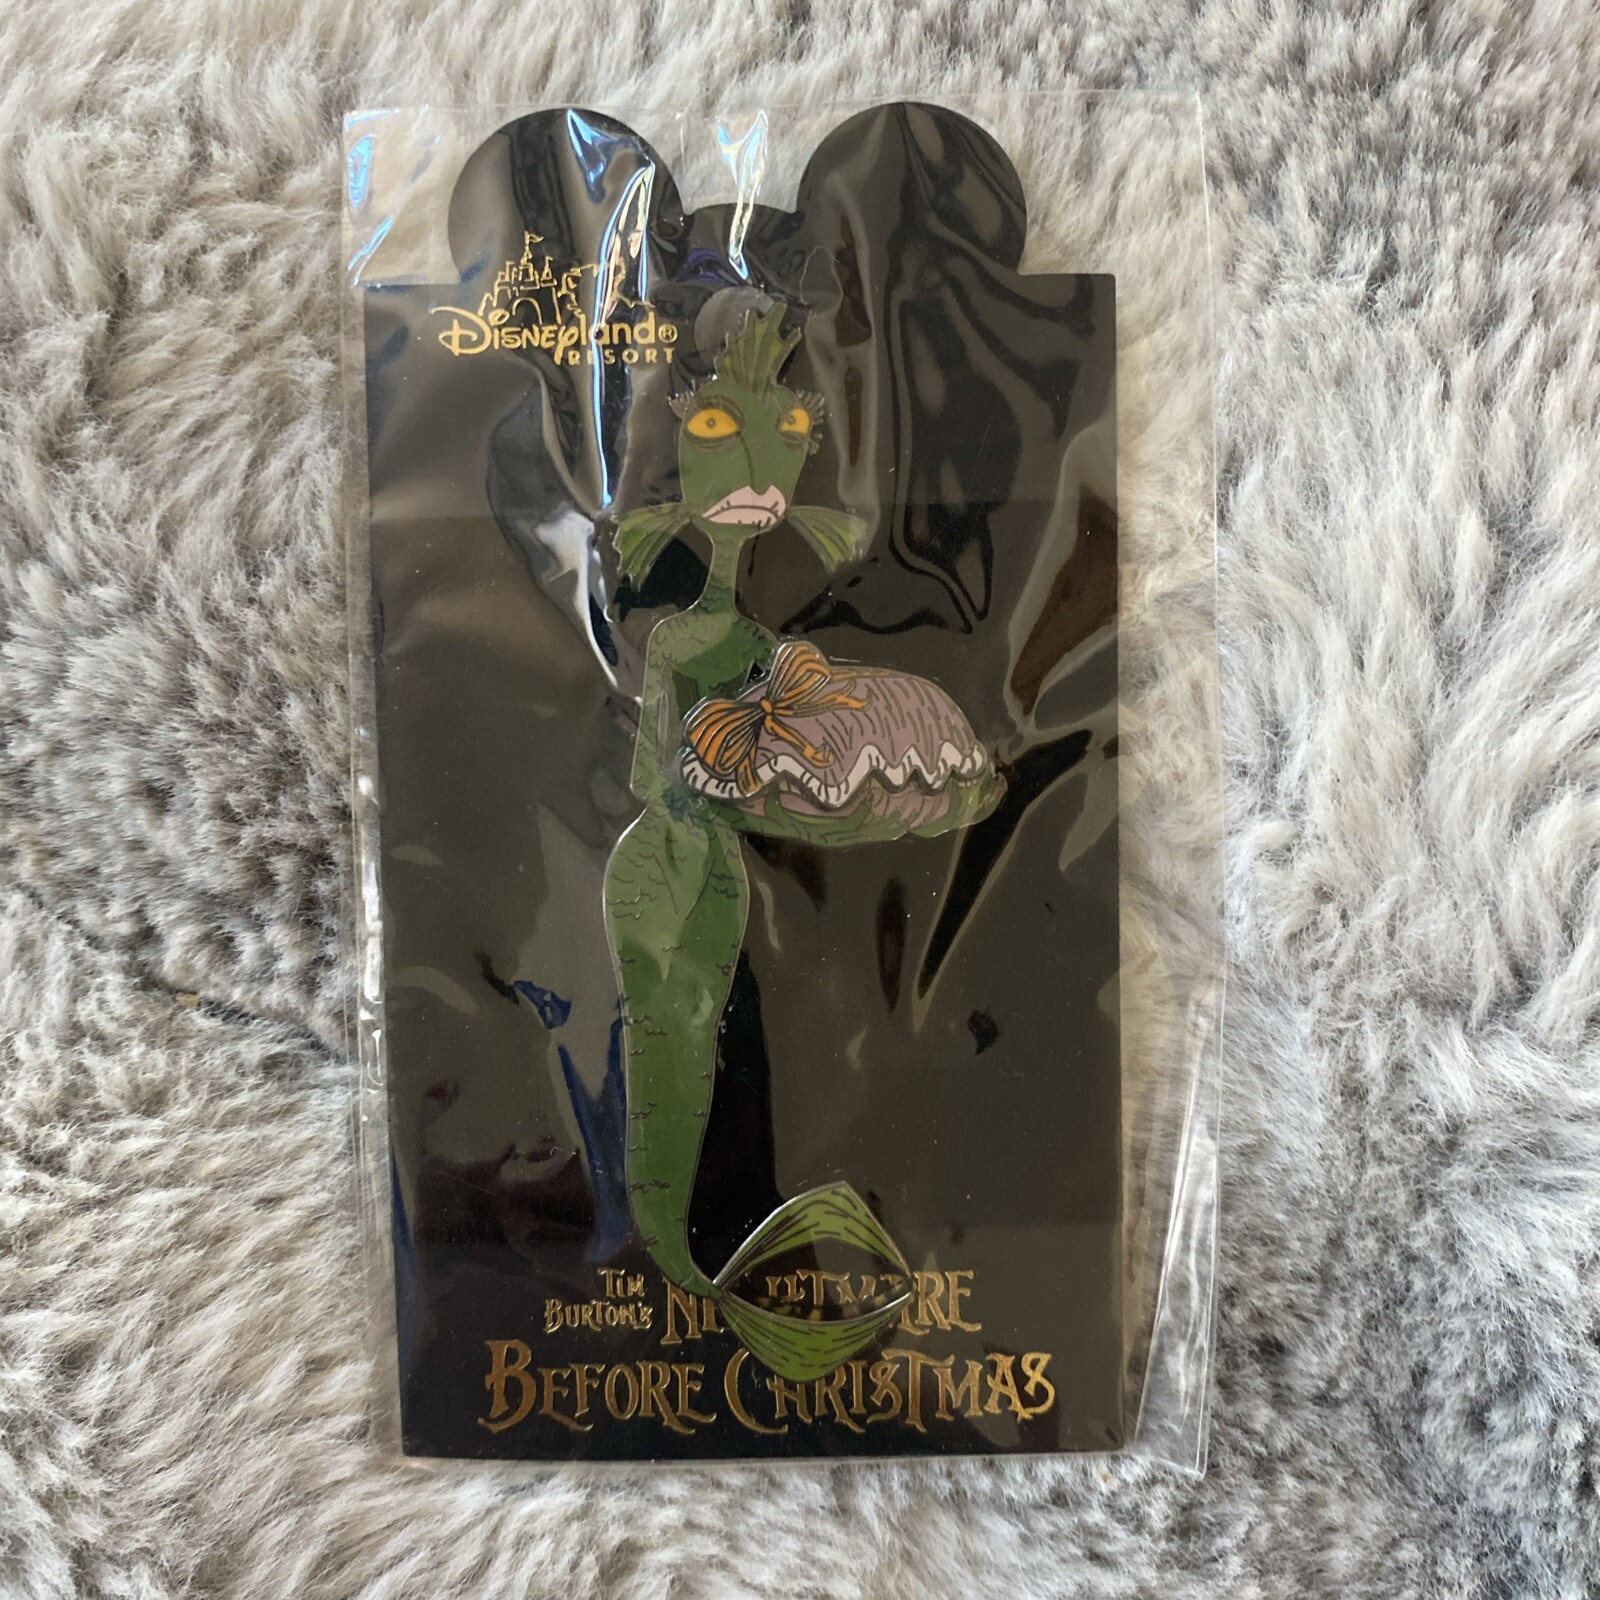 Disneyland®
RESORT
TIM
BURTON'S
BEFORE CHRISTMAS